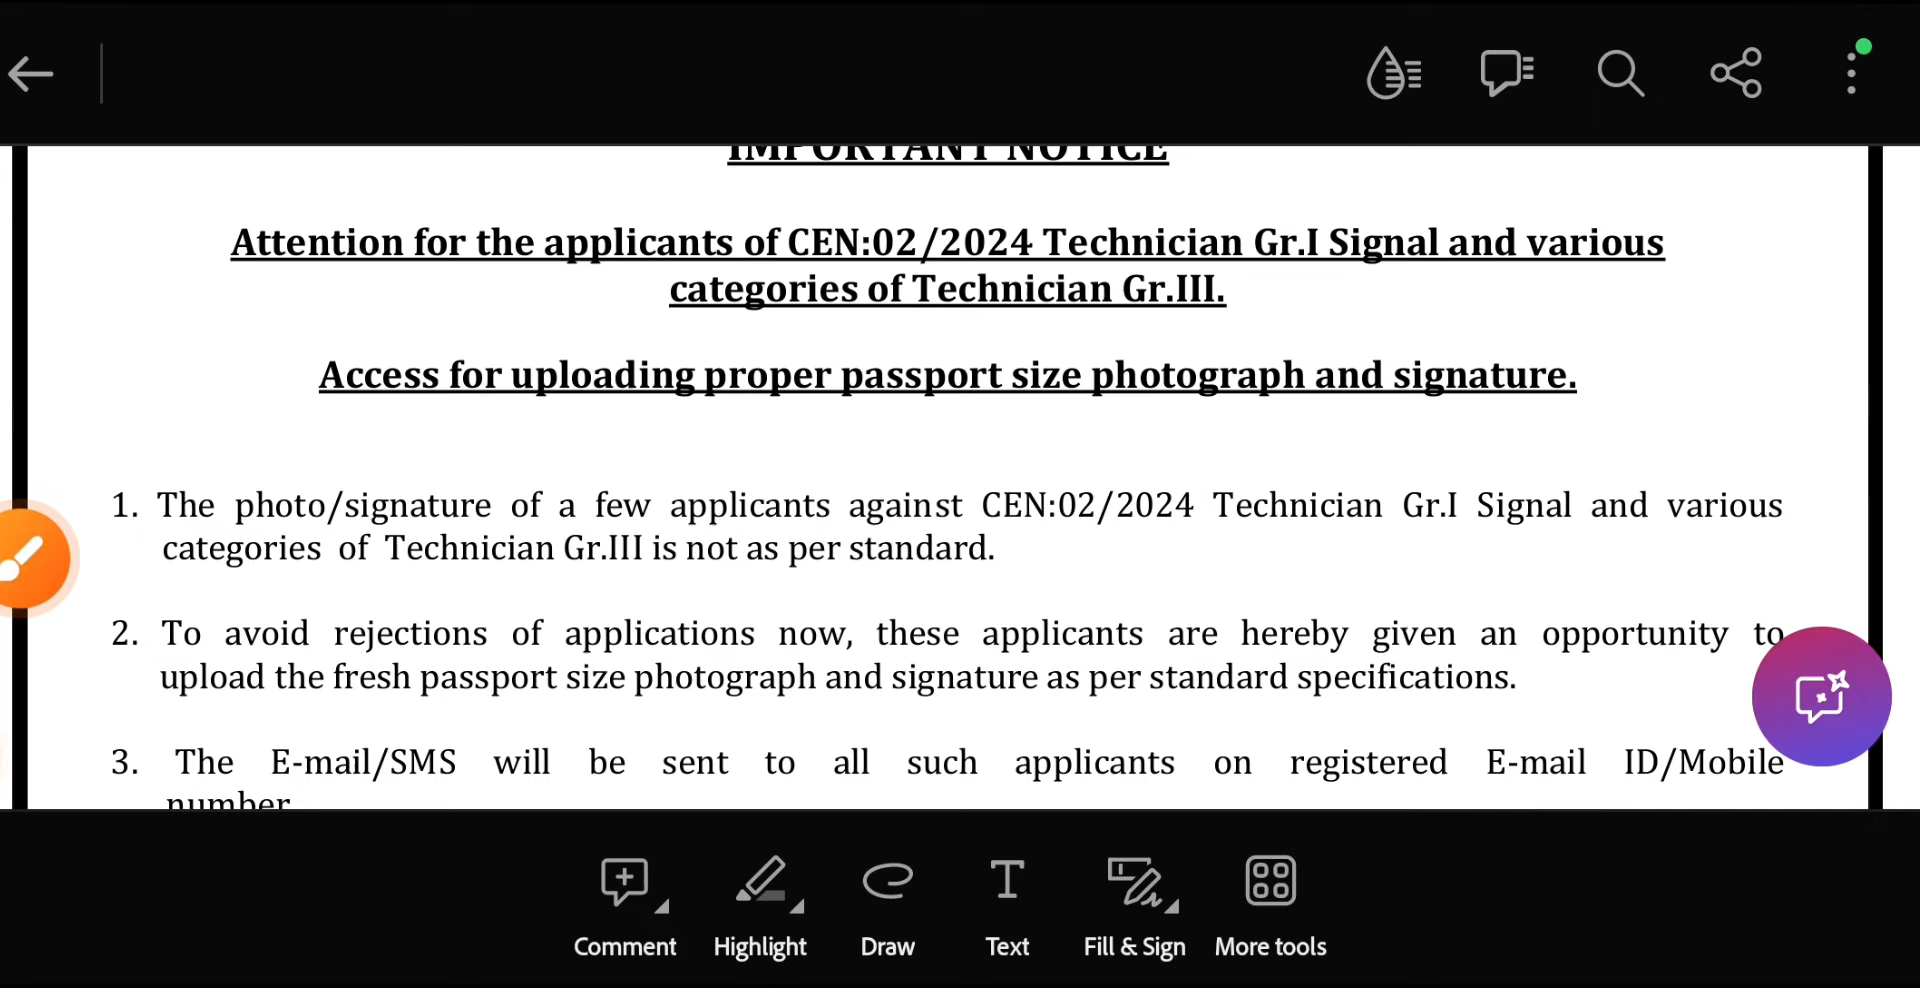 IMPORTANT NOTICE
Attention for the applicants of CEN:02/2024 Technician Gr.I Signal and various
categories of Technician Gr.III.
Access for uploading proper passport size photograph and signature.
1. The photo/signature of a few applicants against CEN:02/2024 Technician Gr.I Signal and various
categories of Technician Gr.III is not as per standard.
2. To avoid rejections of applications now, these applicants are hereby given an opportunity to
upload the fresh passport size photograph and signature as per standard specifications.
3. The E-mail/SMS will be sent to all such applicants on registered E-mail ID/Mobile
number.
Comment Highlight Draw Text Fill & Sign More tools